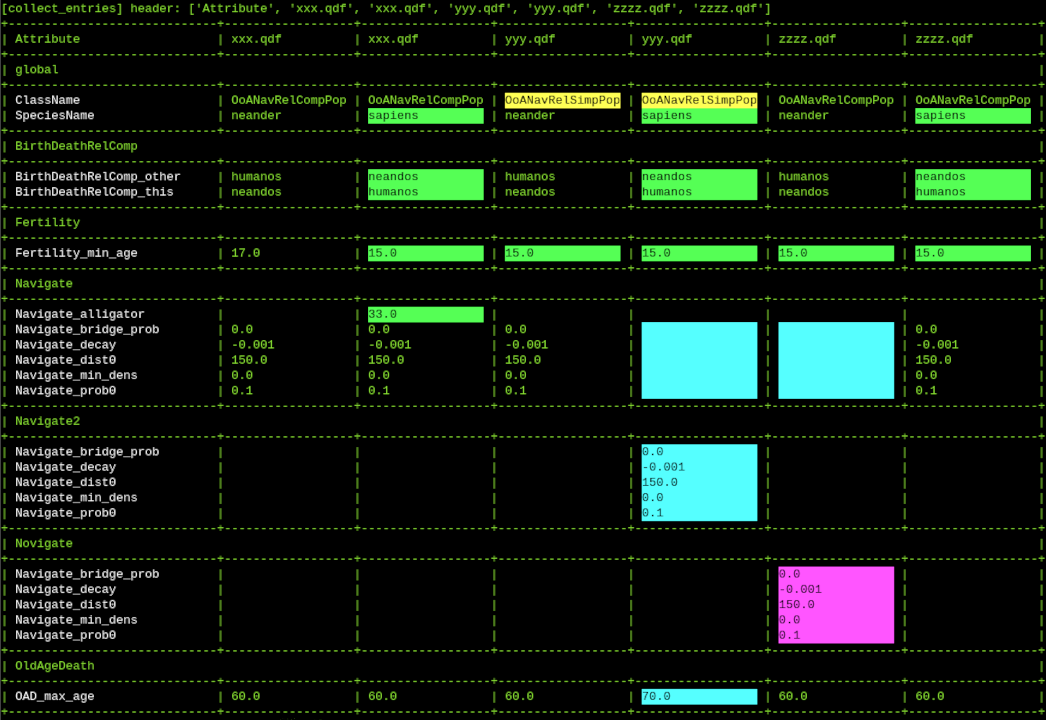 [collect_entries] header: ['Attribute', 'xxx.qdf', 'xxx.qdf', 'yyy.qdf', 'yyy.qdf', 'zzzz.qdf', 'zzzz.qdf']
| Attribute | xxx.qdf | xxx.qdf | yyy.qdf | yyy.qdf | zzzz.qdf | zzzz.qdf |
| global |
| ClassName | OoANavRelCompPop | OoANavRelCompPop | OoANavRelSimpPop | OoANavRelSimpPop | OoANavRelCompPop | OoANavRelCompPop |
| SpeciesName | neander | sapiens | neander | sapiens | neander | sapiens |
| BirthDeathRelComp |
| BirthDeathRelComp_other | humanos | neandos | humanos | neandos | humanos | neandos |
| BirthDeathRelComp_this | neandos | humanos | neandos | humanos | neandos | humanos |
| Fertility |
| Fertility_min_age | 17.0 | 15.0 | 15.0 | 15.0 | 15.0 | 15.0 |
| Navigate |
| Navigate_alligator | | 33.0 | | | | |
| Navigate_bridge_prob | 0.0 | 0.0 | 0.0 | | | 0.0 |
| Navigate_decay | -0.001 | -0.001 | -0.001 | | | -0.001 |
| Navigate_dist0 | 150.0 | 150.0 | 150.0 | | | 150.0 |
| Navigate_min_dens | 0.0 | 0.0 | 0.0 | | | 0.0 |
| Navigate_prob0 | 0.1 | 0.1 | 0.1 | | | 0.1 |
| Navigate2 |
| Navigate_bridge_prob | | | | 0.0 | | |
| Navigate_decay | | | | -0.001 | | |
| Navigate_dist0 | | | | 150.0 | | |
| Navigate_min_dens | | | | 0.0 | | |
| Navigate_prob0 | | | | 0.1 | | |
| Novigate |
| Navigate_bridge_prob | | | | | 0.0 | |
| Navigate_decay | | | | | -0.001 | |
| Navigate_dist0 | | | | | 150.0 | |
| Navigate_min_dens | | | | | 0.0 | |
| Navigate_prob0 | | | | | 0.1 | |
| OldAgeDeath |
| OAD_max_age | 60.0 | 60.0 | 60.0 | 70.0 | 60.0 | 60.0 |